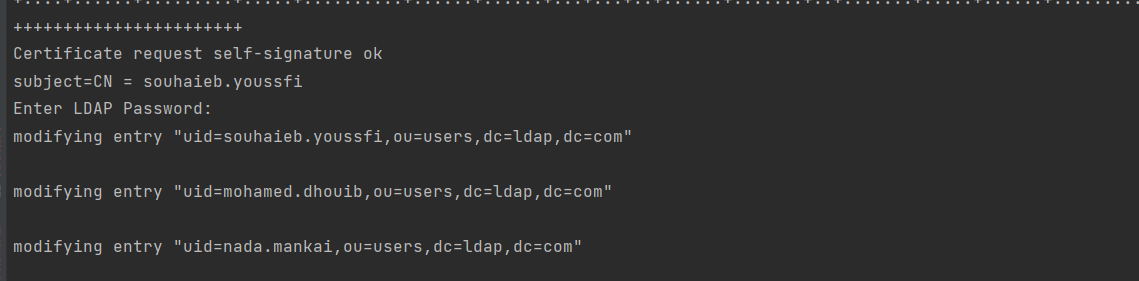 +++++++++++++++++++++++
Certificate request self-signature ok
subject=CN = souhaieb.youssfi
Enter LDAP Password:
modifying entry "uid=souhaieb.youssfi,ou=users,dc=ldap,dc=com"
modifying entry "uid=mohamed.dhouib,ou=users,dc=ldap,dc=com"
modifying entry "uid=nada.mankai,ou=users,dc=ldap,dc=com"